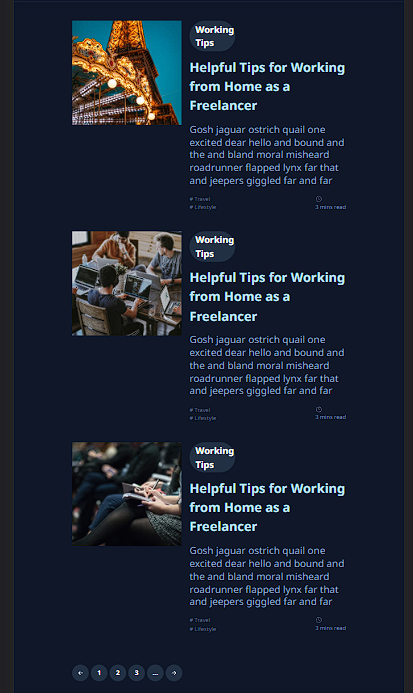 Working
Tips
Helpful Tips for Working
from Home as a
Freelancer
Gosh jaguar ostrich quail one
excited dear hello and bound and
the and bland moral misheard
roadrunner flapped lynx far that
and jeepers giggled far and far
# Travel
# Lifestyle
3 mins read
Working
Tips
Helpful Tips for Working
from Home as a
Freelancer
Gosh jaguar ostrich quail one
excited dear hello and bound and
the and bland moral misheard
roadrunner flapped lynx far that
and jeepers giggled far and far
# Travel
# Lifestyle
3 mins read
Working
Tips
Helpful Tips for Working
from Home as a
Freelancer
Gosh jaguar ostrich quail one
excited dear hello and bound and
the and bland moral misheard
roadrunner flapped lynx far that
and jeepers giggled far and far
# Travel
# Lifestyle
3 mins read
← 1 2 3 ... →